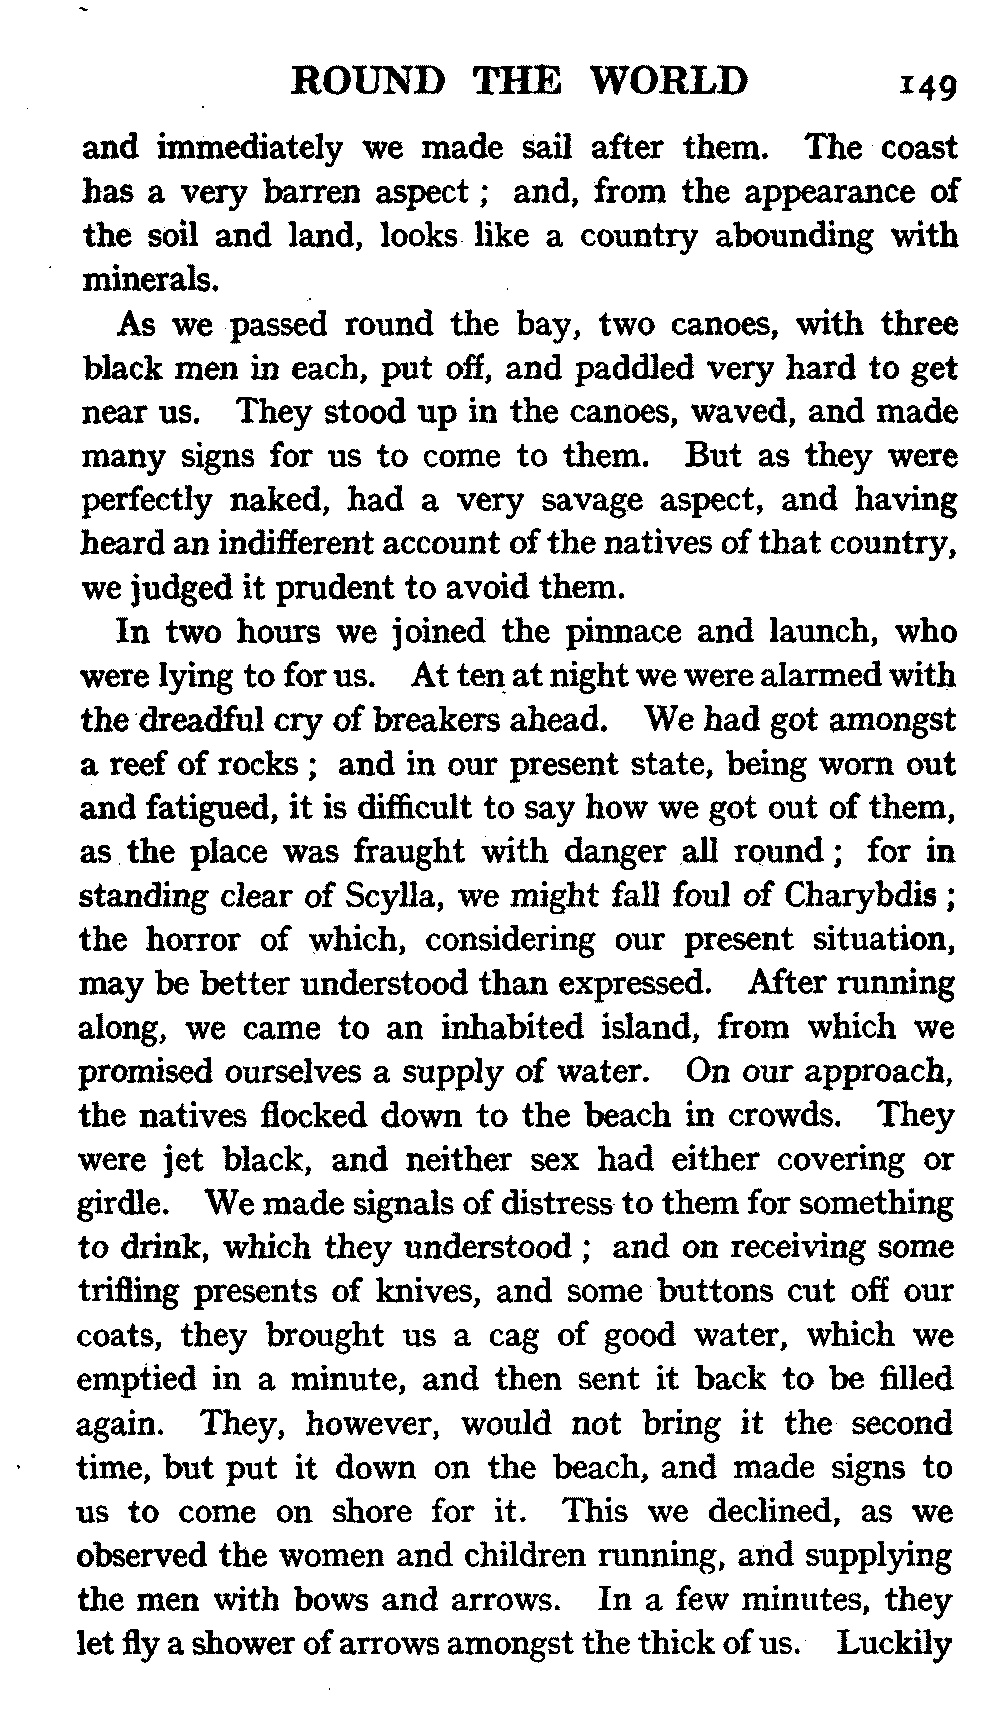 ROUND THE WORLD 149
and immediately we made sail after them. The coast
has a very barren aspect ; and, from the appearance of
the soil and land, looks like a country abounding with
minerals.
As we passed round the bay, two canoes, with three
black men in each, put off, and paddled very hard to get
near us. They stood up in the canoes, waved, and made
many signs for us to come to them. But as they were
perfectly naked, had a very savage aspect, and having
heard an indifferent account of the natives of that country,
we judged it prudent to avoid them.
In two hours we joined the pinnace and launch, who
were lying to for us. At ten at night we were alarmed with
the dreadful cry of breakers ahead. We had got amongst
a reef of rocks ; and in our present state, being worn out
and fatigued, it is difficult to say how we got out of them,
as the place was fraught with danger all round ; for in
standing clear of Scylla, we might fall foul of Charybdis ;
the horror of which, considering our present situation,
may be better understood than expressed. After running
along, we came to an inhabited island, from which we
promised ourselves a supply of water. On our approach,
the natives flocked down to the beach in crowds. They
were jet black, and neither sex had either covering or
girdle. We made signals of distress to them for something
to drink, which they understood ; and on receiving some
trifling presents of knives, and some buttons cut off our
coats, they brought us a cag of good water, which we
emptied in a minute, and then sent it back to be filled
again. They, however, would not bring it the second
time, but put it down on the beach, and made signs to
us to come on shore for it. This we declined, as we
observed the women and children running, and supplying
the men with bows and arrows. In a few minutes, they
let fly a shower of arrows amongst the thick of us. Luckily